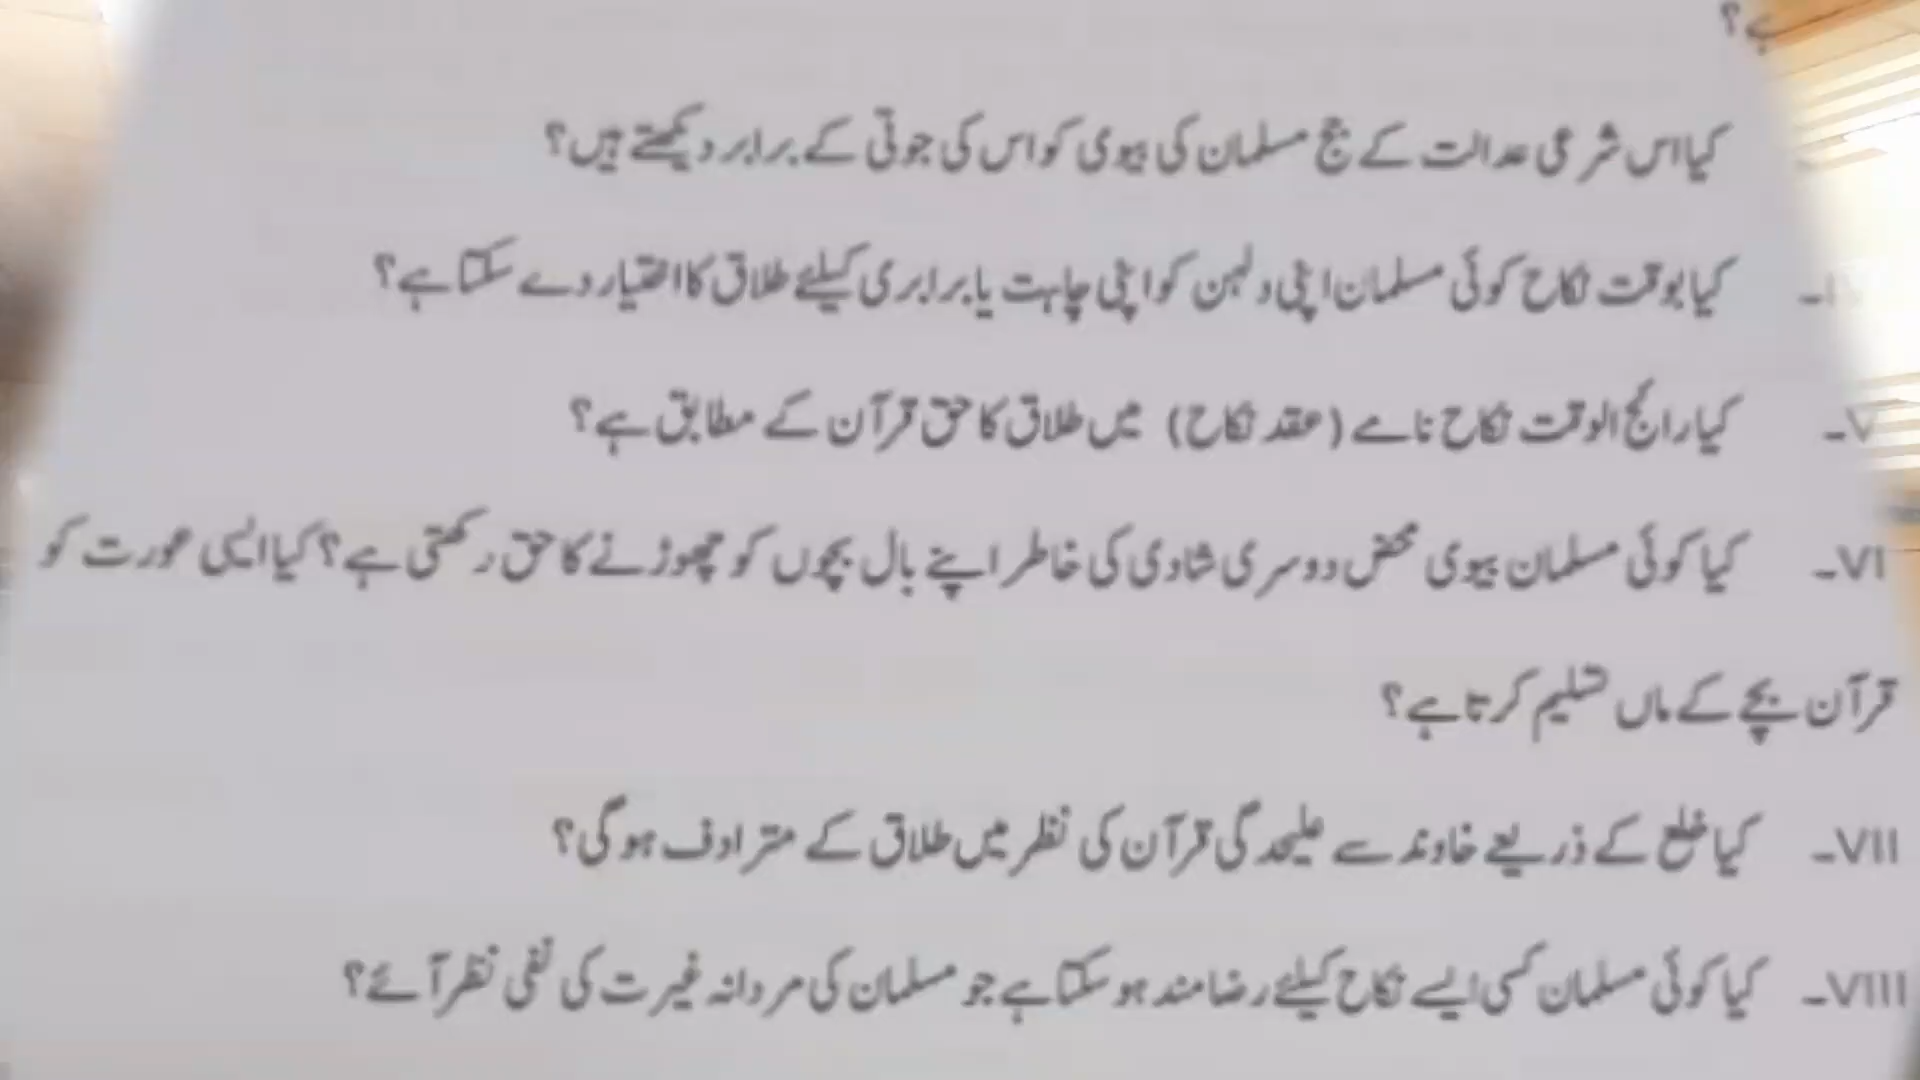 ہے؟
کیا اس شرعی عدالت کے جج مسلمان کی بیوی کو اس کی جوتی کے برابر دیکھتے ہیں؟
کیا بوقت نکاح کوئی مسلمان اپنی دلہن کو اپنی چاہت یا برابری کیلئے طلاق کا اختیار دے سکتا ہے؟
V۔ کیا رائج الوقت نکاح نامے (عقد نکاح) میں طلاق کا حق قرآن کے مطابق ہے؟
VI۔ کیا کوئی مسلمان بیوی محض دوسری شادی کی خاطر اپنے بال بچوں کو چھوڑنے کا حق رکھتی ہے؟ کیا ایسی عورت کو
قرآن بچے کے ماں تسلیم کرتا ہے؟
VII۔ کیا خلع کے ذریعے خاوند سے علیحدگی قرآن کی نظر میں طلاق کے مترادف ہوگی؟
VIII۔ کیا کوئی مسلمان کسی ایسے نکاح کیلئے رضامند ہو سکتا ہے جو مسلمان کی مردانہ غیرت کی نفی نظر آئے؟